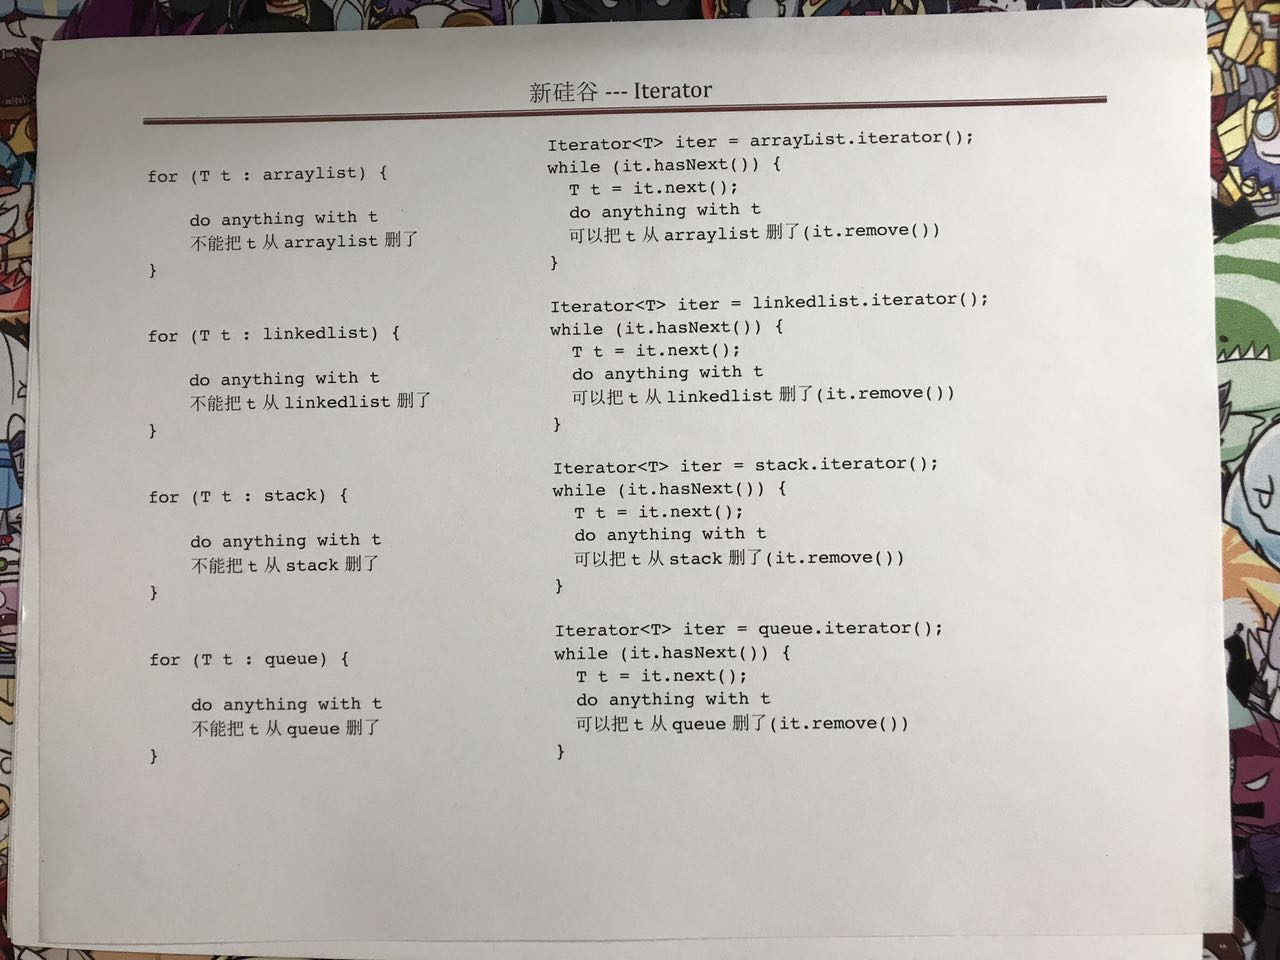 新硅谷 --- Iterator
for (T t : arraylist) {
do anything with t
不能把 t 从 arraylist 删了
}
for (T t : linkedlist) {
do anything with t
不能把 t 从 linkedlist 删了
}
for (T t : stack) {
do anything with t
不能把 t 从 stack 删了
}
for (T t : queue) {
do anything with t
不能把 t 从 queue 删了
}
Iterator<T> iter = arrayList.iterator();
while (it.hasNext()) {
T t = it.next();
do anything with t
可以把 t 从 arraylist 删了(it.remove())
}
Iterator<T> iter = linkedlist.iterator();
while (it.hasNext()) {
T t = it.next();
do anything with t
可以把 t 从 linkedlist 删了(it.remove())
}
Iterator<T> iter = stack.iterator();
while (it.hasNext()) {
T t = it.next();
do anything with t
可以把 t 从 stack 删了(it.remove())
}
Iterator<T> iter = queue.iterator();
while (it.hasNext()) {
T t = it.next();
do anything with t
可以把 t 从 queue 删了(it.remove())
}